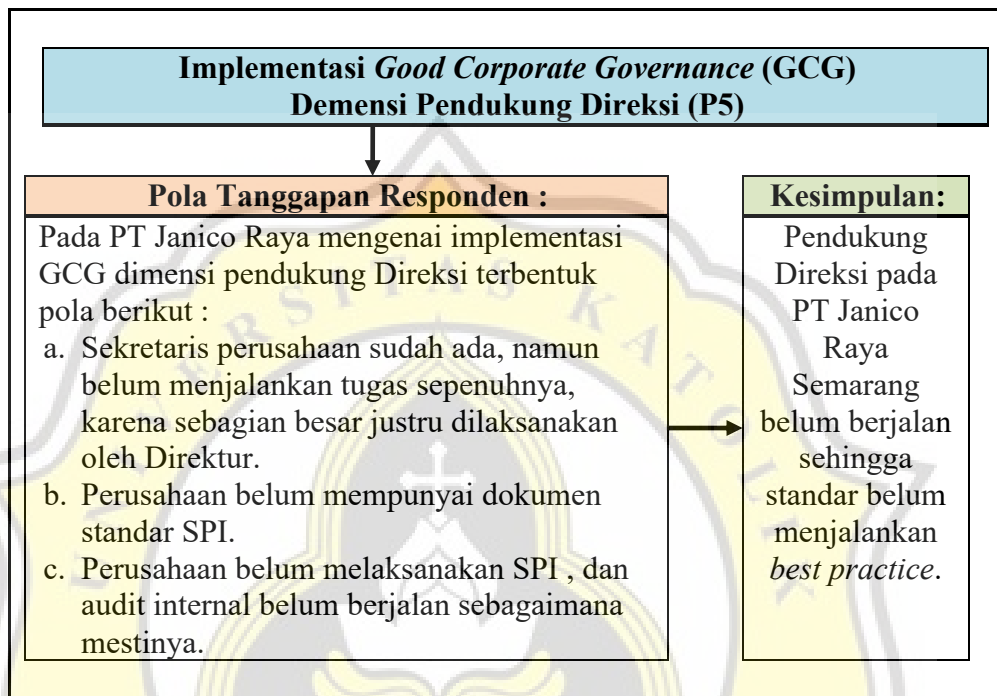 Implementasi Good Corporate Governance (GCG)
Demensi Pendukung Direksi (P5)
Pola Tanggapan Responden :
Pada PT Janico Raya mengenai implementasi
GCG dimensi pendukung Direksi terbentuk
pola berikut :
a. Sekretaris perusahaan sudah ada, namun
belum menjalankan tugas sepenuhnya,
karena sebagian besar justru dilaksanakan
oleh Direktur.
b. Perusahaan belum mempunyai dokumen
standar SPI.
c. Perusahaan belum melaksanakan SPI , dan
audit internal belum berjalan sebagaimana
mestinya.
Kesimpulan:
Pendukung
Direksi pada
PT Janico
Raya
Semarang
belum berjalan
sehingga
standar belum
menjalankan
best practice.
UNIVERSITAS KATOLIK